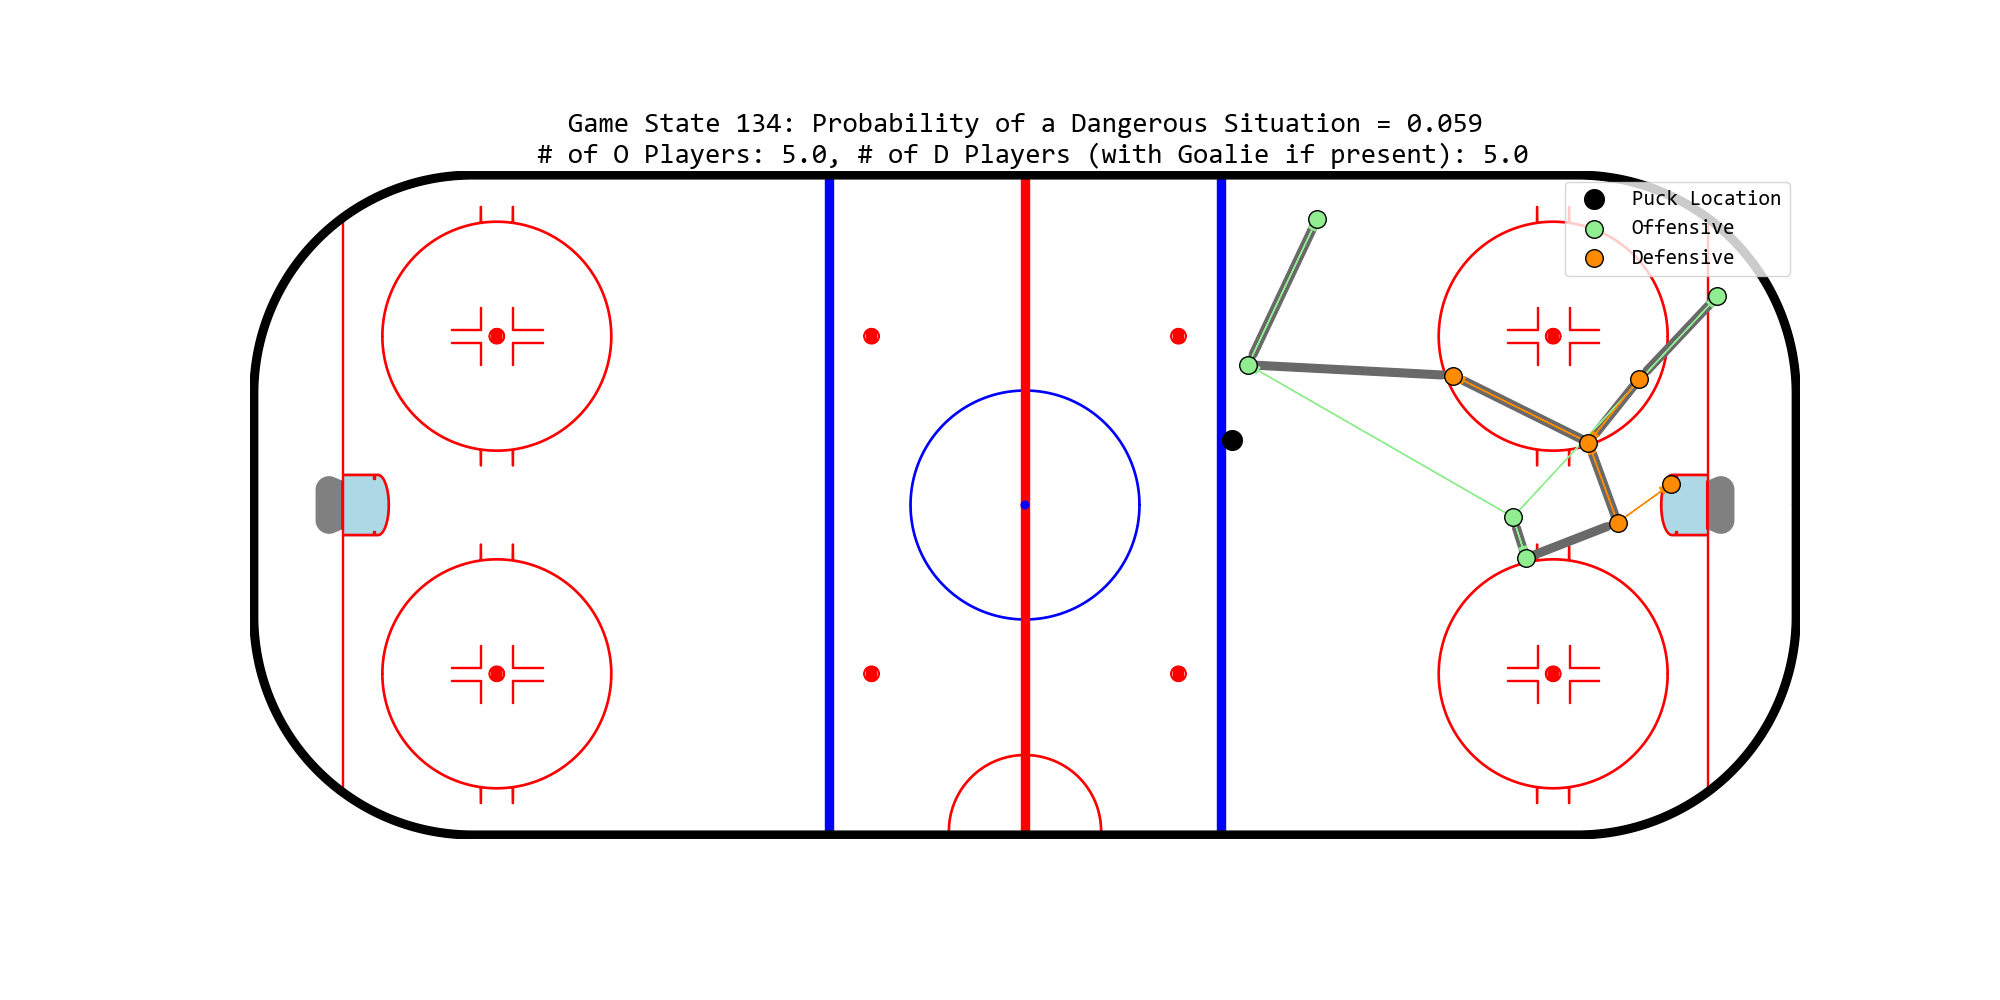 Game State 134: Probability of a Dangerous Situation = 0.059
# of O Players: 5.0, # of D Players (with Goalie if present): 5.0
Puck Location
Offensive
Defensive